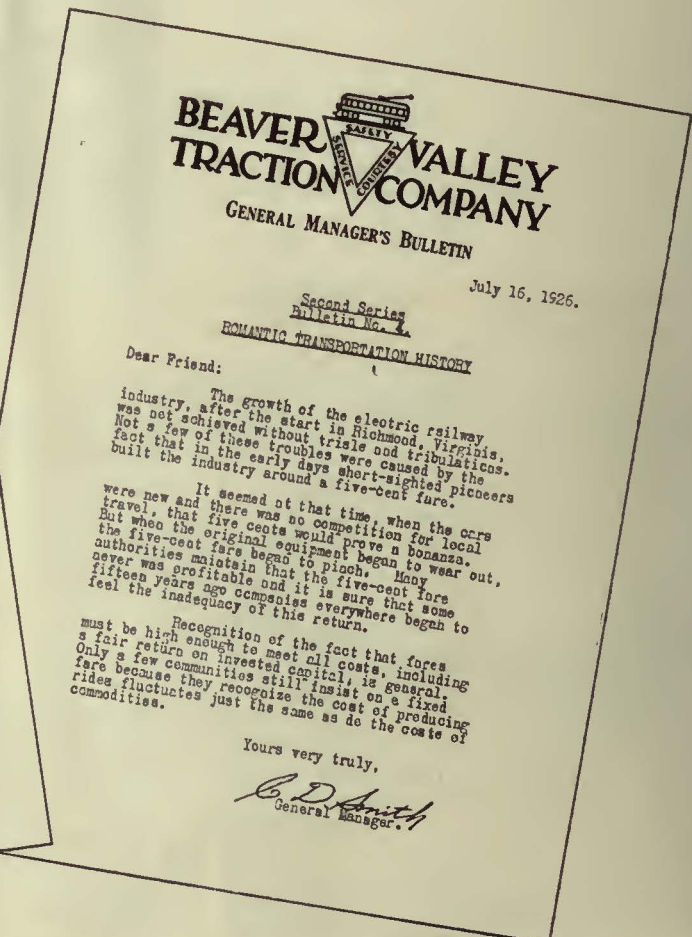 BEAVER VALLEY
TRACTION COMPANY
SAFETY
SERVICE
COURTESY
GENERAL MANAGER'S BULLETIN
July 16, 1926.
Second Series
Bulletin No.
ROMANTIC TRANSPORTATION HISTORY
Dear Friend:
The growth of the electric railway
industry, after the start in Richmond, Virginia,
was not achieved without trials and tribulations.
Not a few of these troubles were caused by the
fact that in the early days short-sighted pioneers
built the industry around a five-cent fare.
It seemed at that time, when the cars
were new and there was no competition for local
travel, that five cents would prove a bonanza.
But when the original equipment began to wear out,
the five-cent fare began to pinch. Many
authorities maintain that the five-cent fare
never was profitable and it is sure that some
fifteen years ago companies everywhere began to
feel the inadequacy of this return.
Recognition of the fact that fares
must be high enough to meet all costs, including
a fair return on invested capital, is general.
Only a few communities still insist on a fixed
fare because they recognize the cost of producing
rides fluctuates just the same as do the costs of
commodities.
Yours very truly,
C D Smith
General Manager.